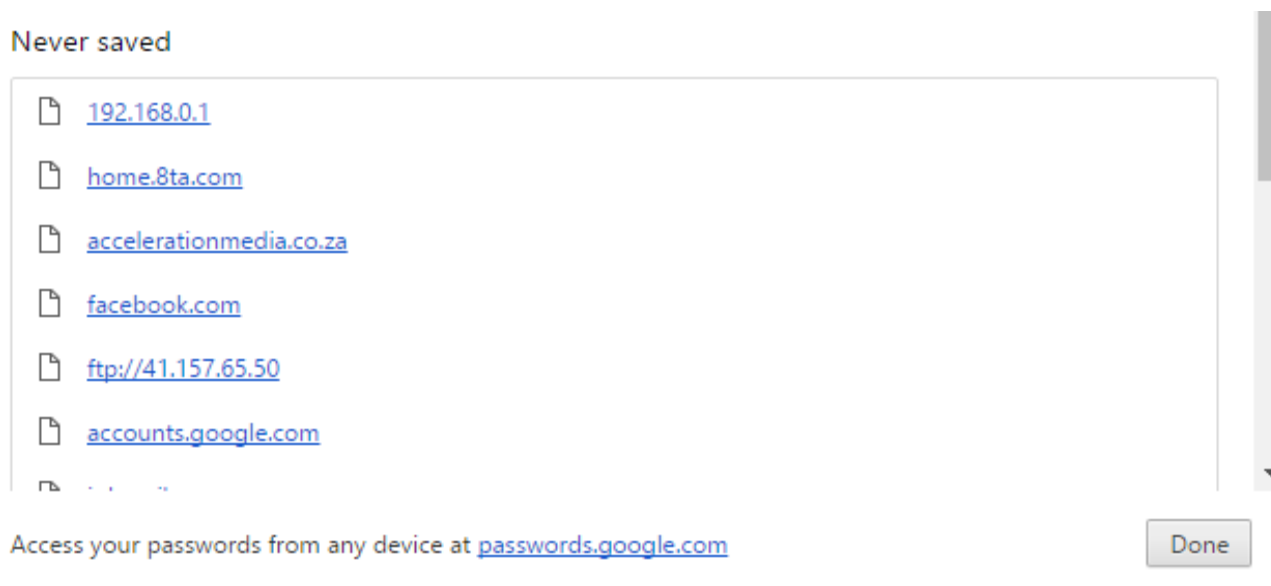 Never saved
192.168.0.1
home.8ta.com
accelerationmedia.co.za
facebook.com
ftp://41.157.65.50
accounts.google.com
Access your passwords from any device at passwords.google.com
Done